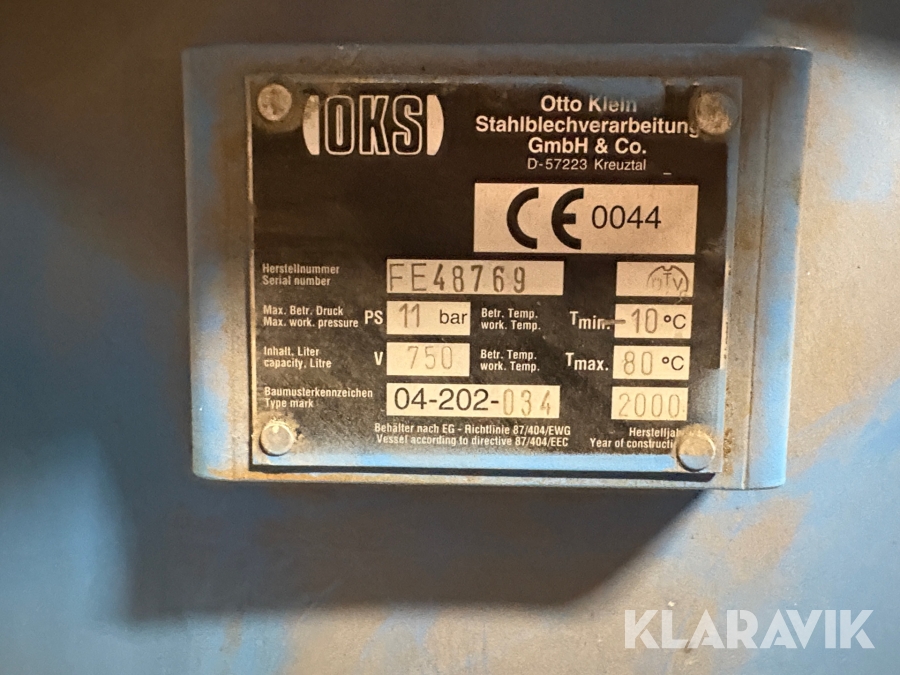 OKS
Otto Klein
Stahlblechverarbeitung
GmbH & Co.
D-57223 Kreuztal
CE 0044
Herstellnummer
Serial number
FE48769
Max. Betr. Druck
Max. work. pressure
PS 11 bar
Betr. Temp.
work. Temp.
Tmin. -10 °C
Inhalt, Liter
capacity, Litre
V 750
Betr. Temp.
work. Temp.
Tmax. 80 °C
Baumusterkennzeichen
Type mark
04-202-034
2000
Behälter nach EG - Richtlinie 87/404/EWG
Vessel according to directive 87/404/EEC
Herstelljah
Year of constructio
KLARAVIK